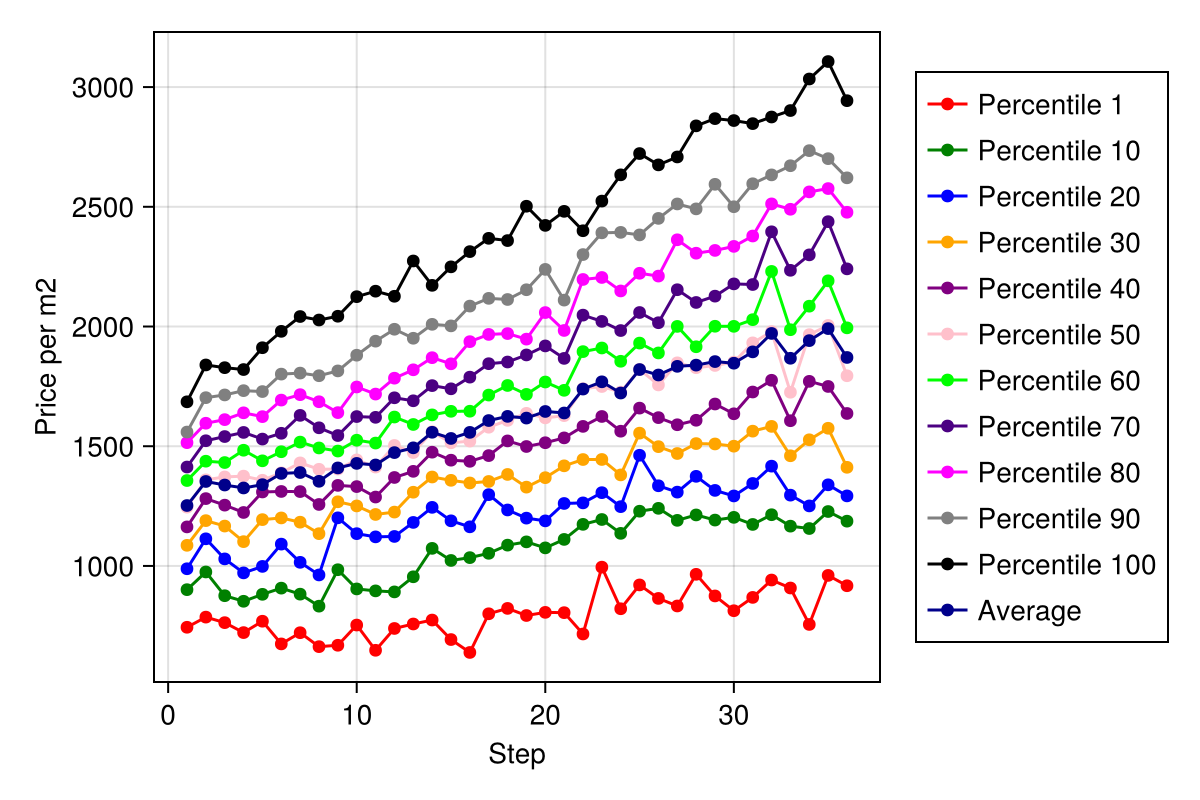 3000
2500
2000
1500
1000
Price per m2
0 10 20 30
Step
Percentile 1
Percentile 10
Percentile 20
Percentile 30
Percentile 40
Percentile 50
Percentile 60
Percentile 70
Percentile 80
Percentile 90
Percentile 100
Average